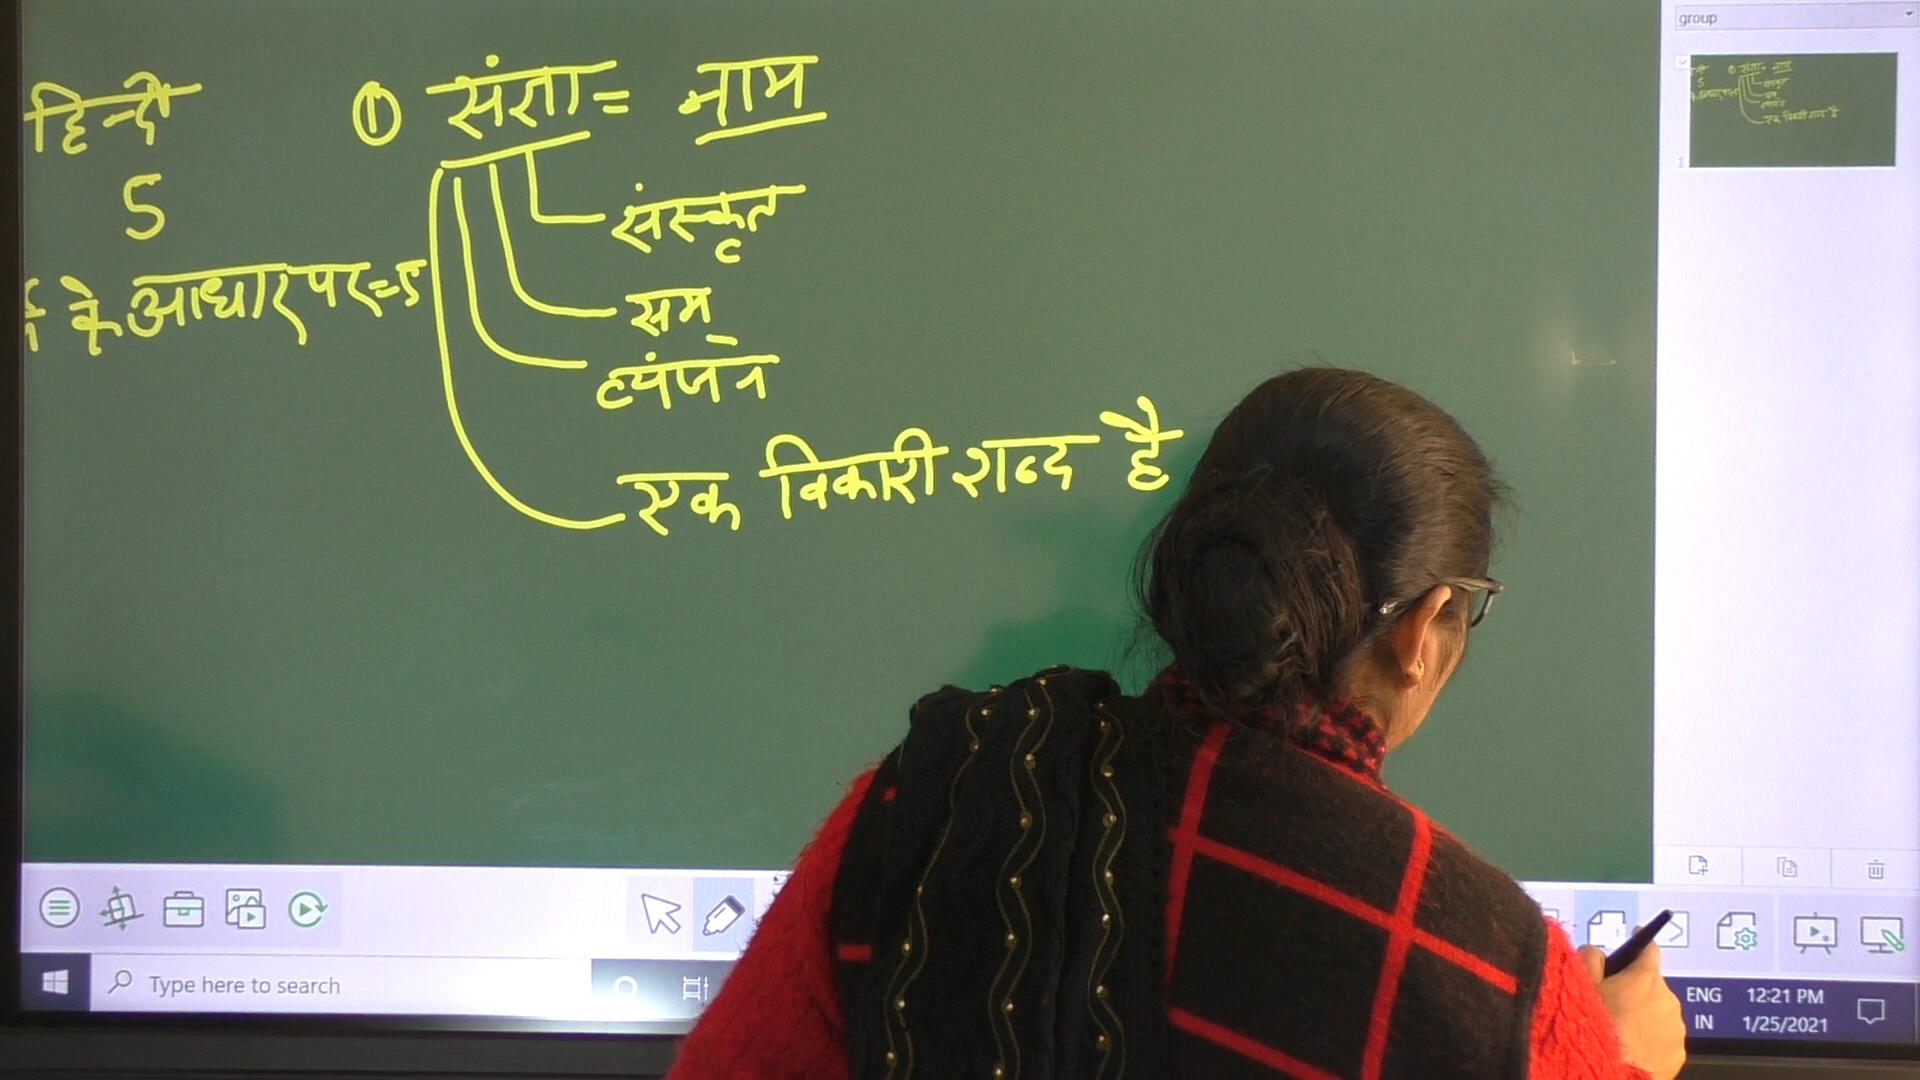 group
हिन्दी
① संज्ञा = नाम
5
संस्कृत
के आधार पर = 5
सम
व्यंजन
एक विकारी शब्द है
1
Type here to search
ENG
IN
12:21 PM
1/25/2021